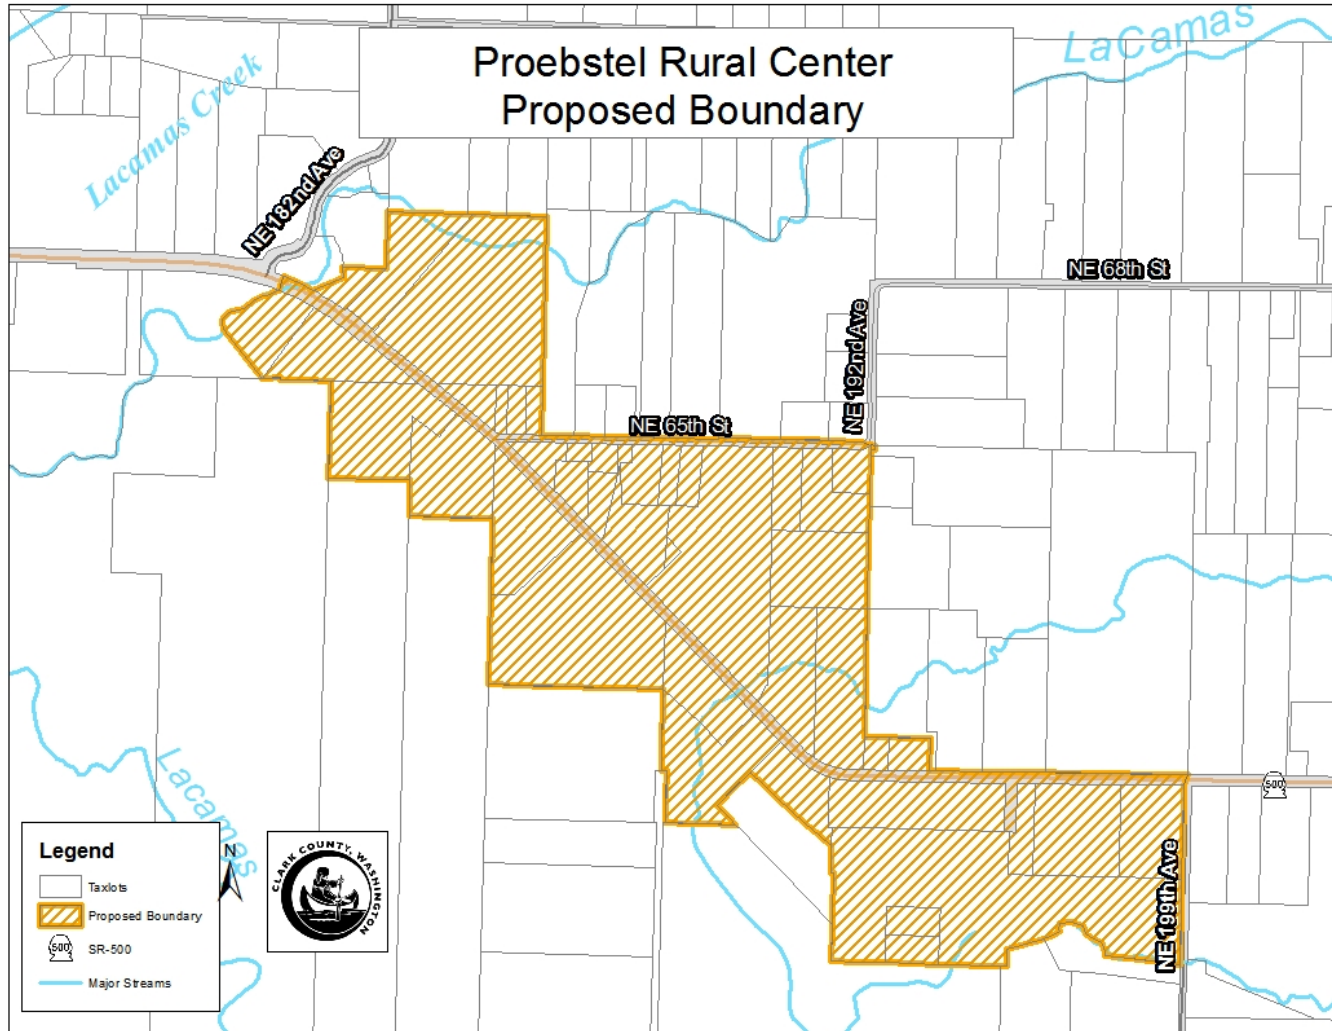 Proebstel Rural Center
Proposed Boundary
LaCamas
Lacamas Creek
NE 182nd Ave
NE 68th St
NE 192nd Ave
NE 65th St
500
Lacamas
NE 199th Ave
Legend
Taxlots
Proposed Boundary
500
SR-500
Major Streams
N
CLARK COUNTY, WASHINGTON